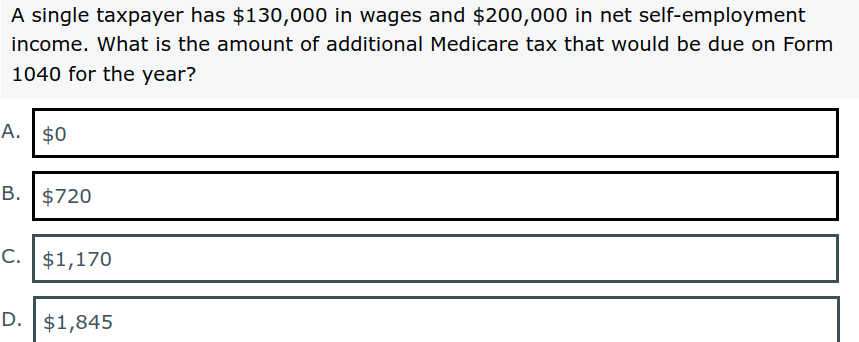 A single taxpayer has $130,000 in wages and $200,000 in net self-employment
income. What is the amount of additional Medicare tax that would be due on Form
1040 for the year?
A. $0
B. $720
C. $1,170
D. $1,845